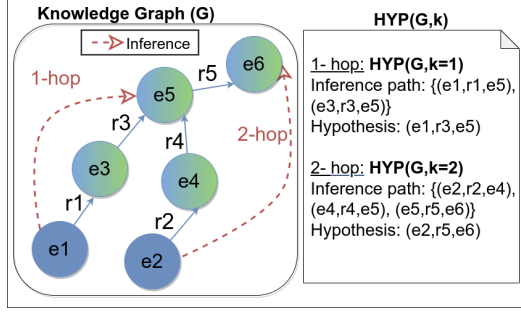 Knowledge Graph (G)
Inference
1-hop
e6
r5
e5
r3
r4
2-hop
e3
e4
r1
r2
e1
e2
HYP(G,k)
1- hop: HYP(G,k=1)
Inference path: {(e1,r1,e5),
(e3,r3,e5)}
Hypothesis: (e1,r3,e5)
2- hop: HYP(G,k=2)
Inference path: {(e2,r2,e4),
(e4,r4,e5), (e5,r5,e6)}
Hypothesis: (e2,r5,e6)